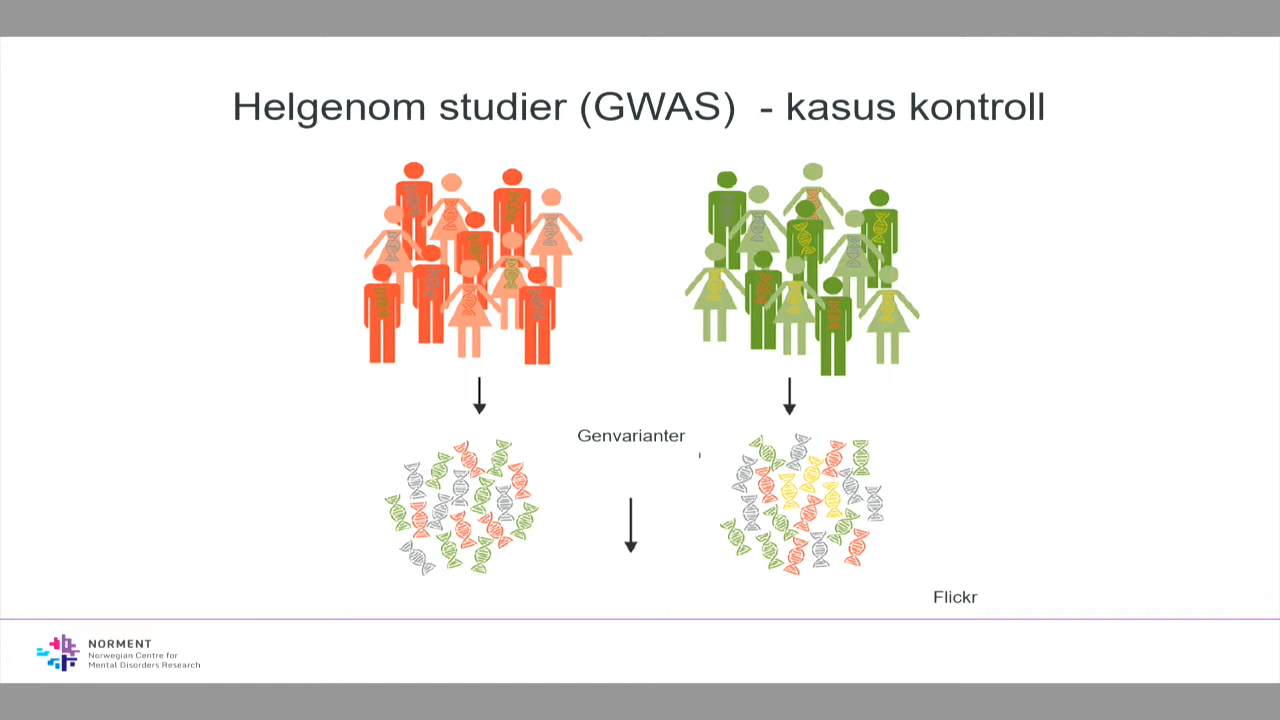 Helgenom studier (GWAS)  - kasus kontroll
Genvarianter
Flickr
NORMENT
Norwegian Centre for
Mental Disorders Research